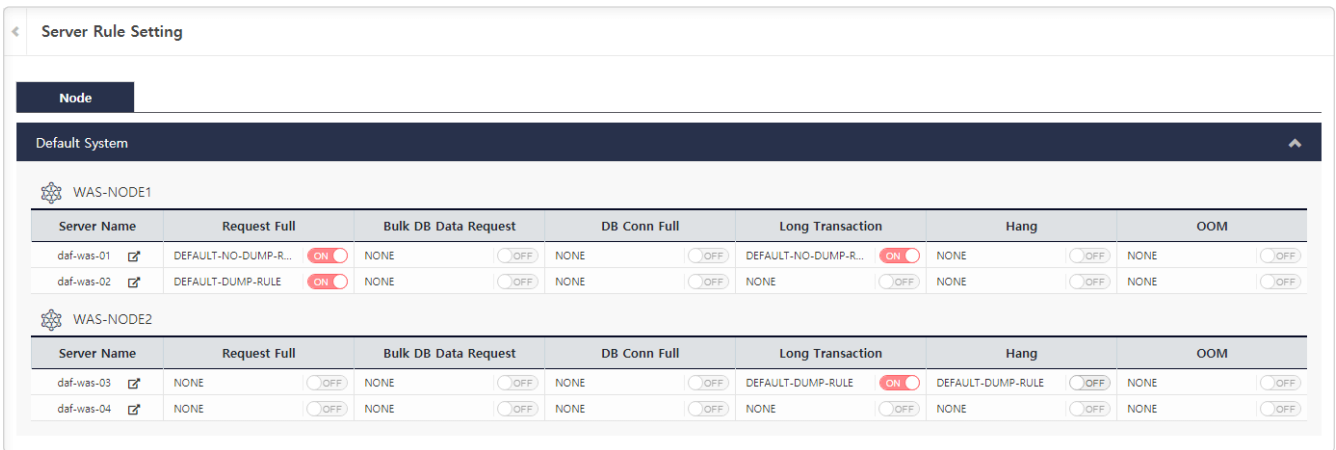 Server Rule Setting
Node
Default System
WAS-NODE1
Server Name Request Full Bulk DB Data Request DB Conn Full Long Transaction Hang OOM
daf-was-01 DEFAULT-NO-DUMP-R... ON NONE OFF NONE OFF DEFAULT-NO-DUMP-R... ON NONE OFF NONE OFF
daf-was-02 DEFAULT-DUMP-RULE ON NONE OFF NONE OFF NONE OFF NONE OFF NONE OFF
WAS-NODE2
Server Name Request Full Bulk DB Data Request DB Conn Full Long Transaction Hang OOM
daf-was-03 NONE OFF NONE OFF NONE OFF DEFAULT-DUMP-RULE ON DEFAULT-DUMP-RULE OFF NONE OFF
daf-was-04 NONE OFF NONE OFF NONE OFF NONE OFF NONE OFF NONE OFF